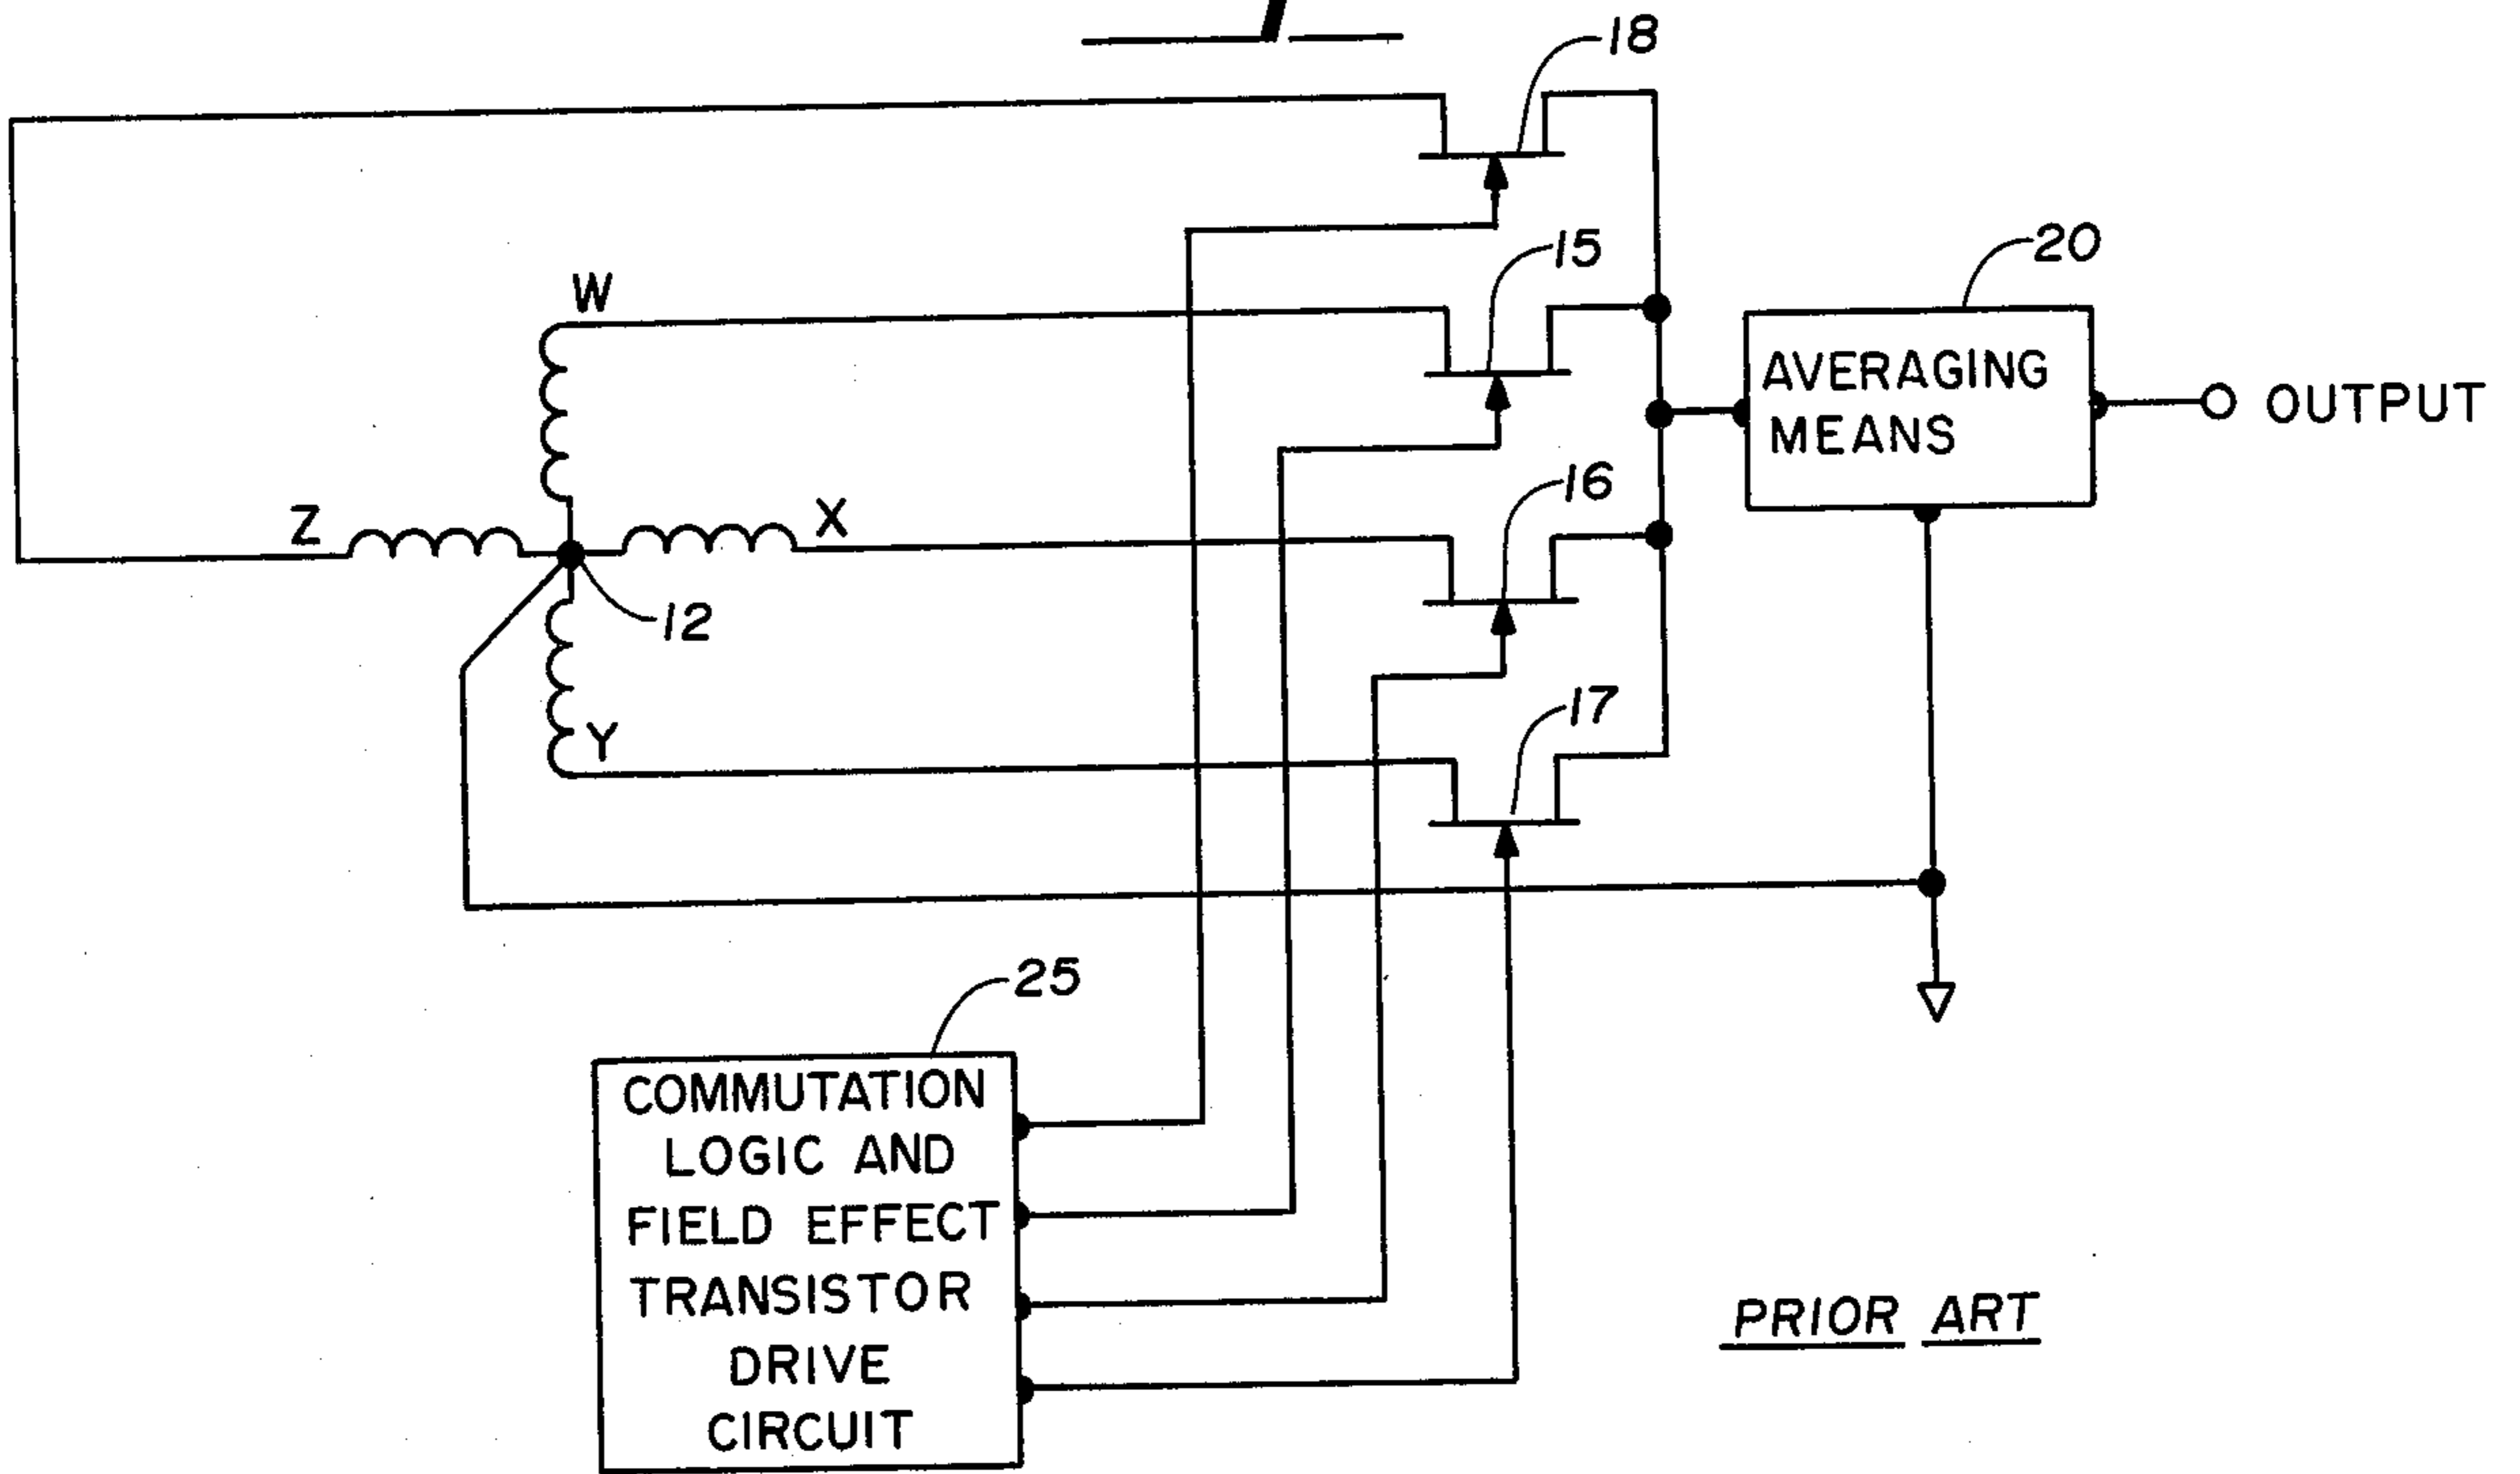 18
15
20
W
AVERAGING
MEANS
OUTPUT
16
Z
X
12
17
Y
25
COMMUTATION
LOGIC AND
FIELD EFFECT
TRANSISTOR
DRIVE
CIRCUIT
PRIOR ART